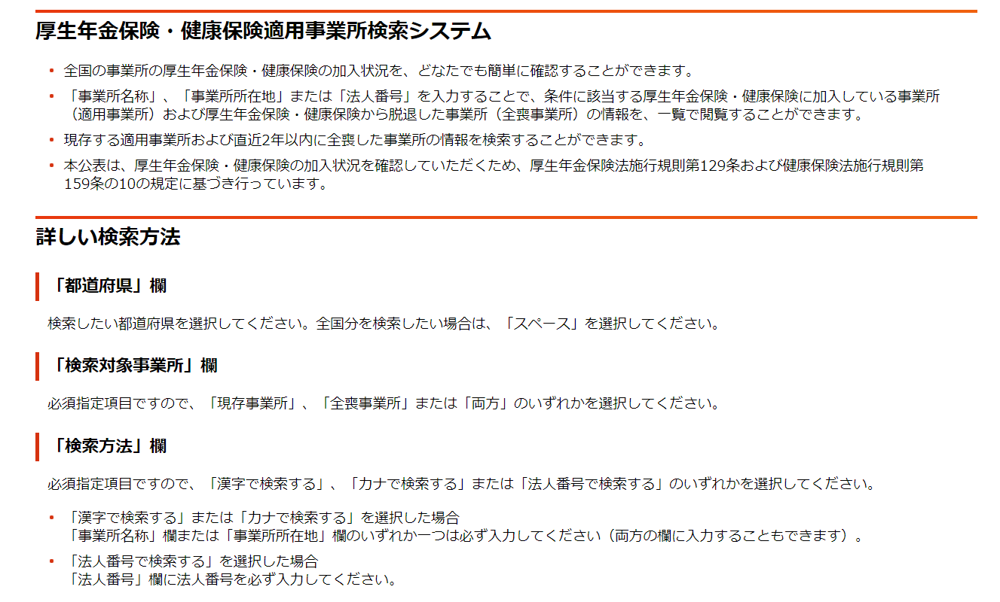 厚生年金保険・健康保険適用事業所検索システム
• 全国の事業所の厚生年金保険・健康保険の加入状況を、どなたでも簡単に確認することができます。
• 「事業所名称」、「事業所所在地」または「法人番号」を入力することで、条件に該当する厚生年金保険・健康保険に加入している事業所
（適用事業所）および厚生年金保険・健康保険から脱退した事業所（全喪事業所）の情報を、一覧で閲覧することができます。
• 現存する適用事業所および直近2年以内に全喪した事業所の情報を検索することができます。
• 本公表は、厚生年金保険・健康保険の加入状況を確認していただくため、厚生年金保険法施行規則第129条および健康保険法施行規則第
159条の10の規定に基づき行っています。
詳しい検索方法
「都道府県」欄
検索したい都道府県を選択してください。全国分を検索したい場合は、「スペース」を選択してください。
「検索対象事業所」欄
必須指定項目ですので、「現存事業所」、「全喪事業所」または「両方」のいずれかを選択してください。
「検索方法」欄
必須指定項目ですので、「漢字で検索する」、「カナで検索する」または「法人番号で検索する」のいずれかを選択してください。
• 「漢字で検索する」または「カナで検索する」を選択した場合
「事業所名称」欄または「事業所所在地」欄のいずれか一つは必ず入力してください（両方の欄に入力することもできます）。
• 「法人番号で検索する」を選択した場合
「法人番号」欄に法人番号を必ず入力してください。